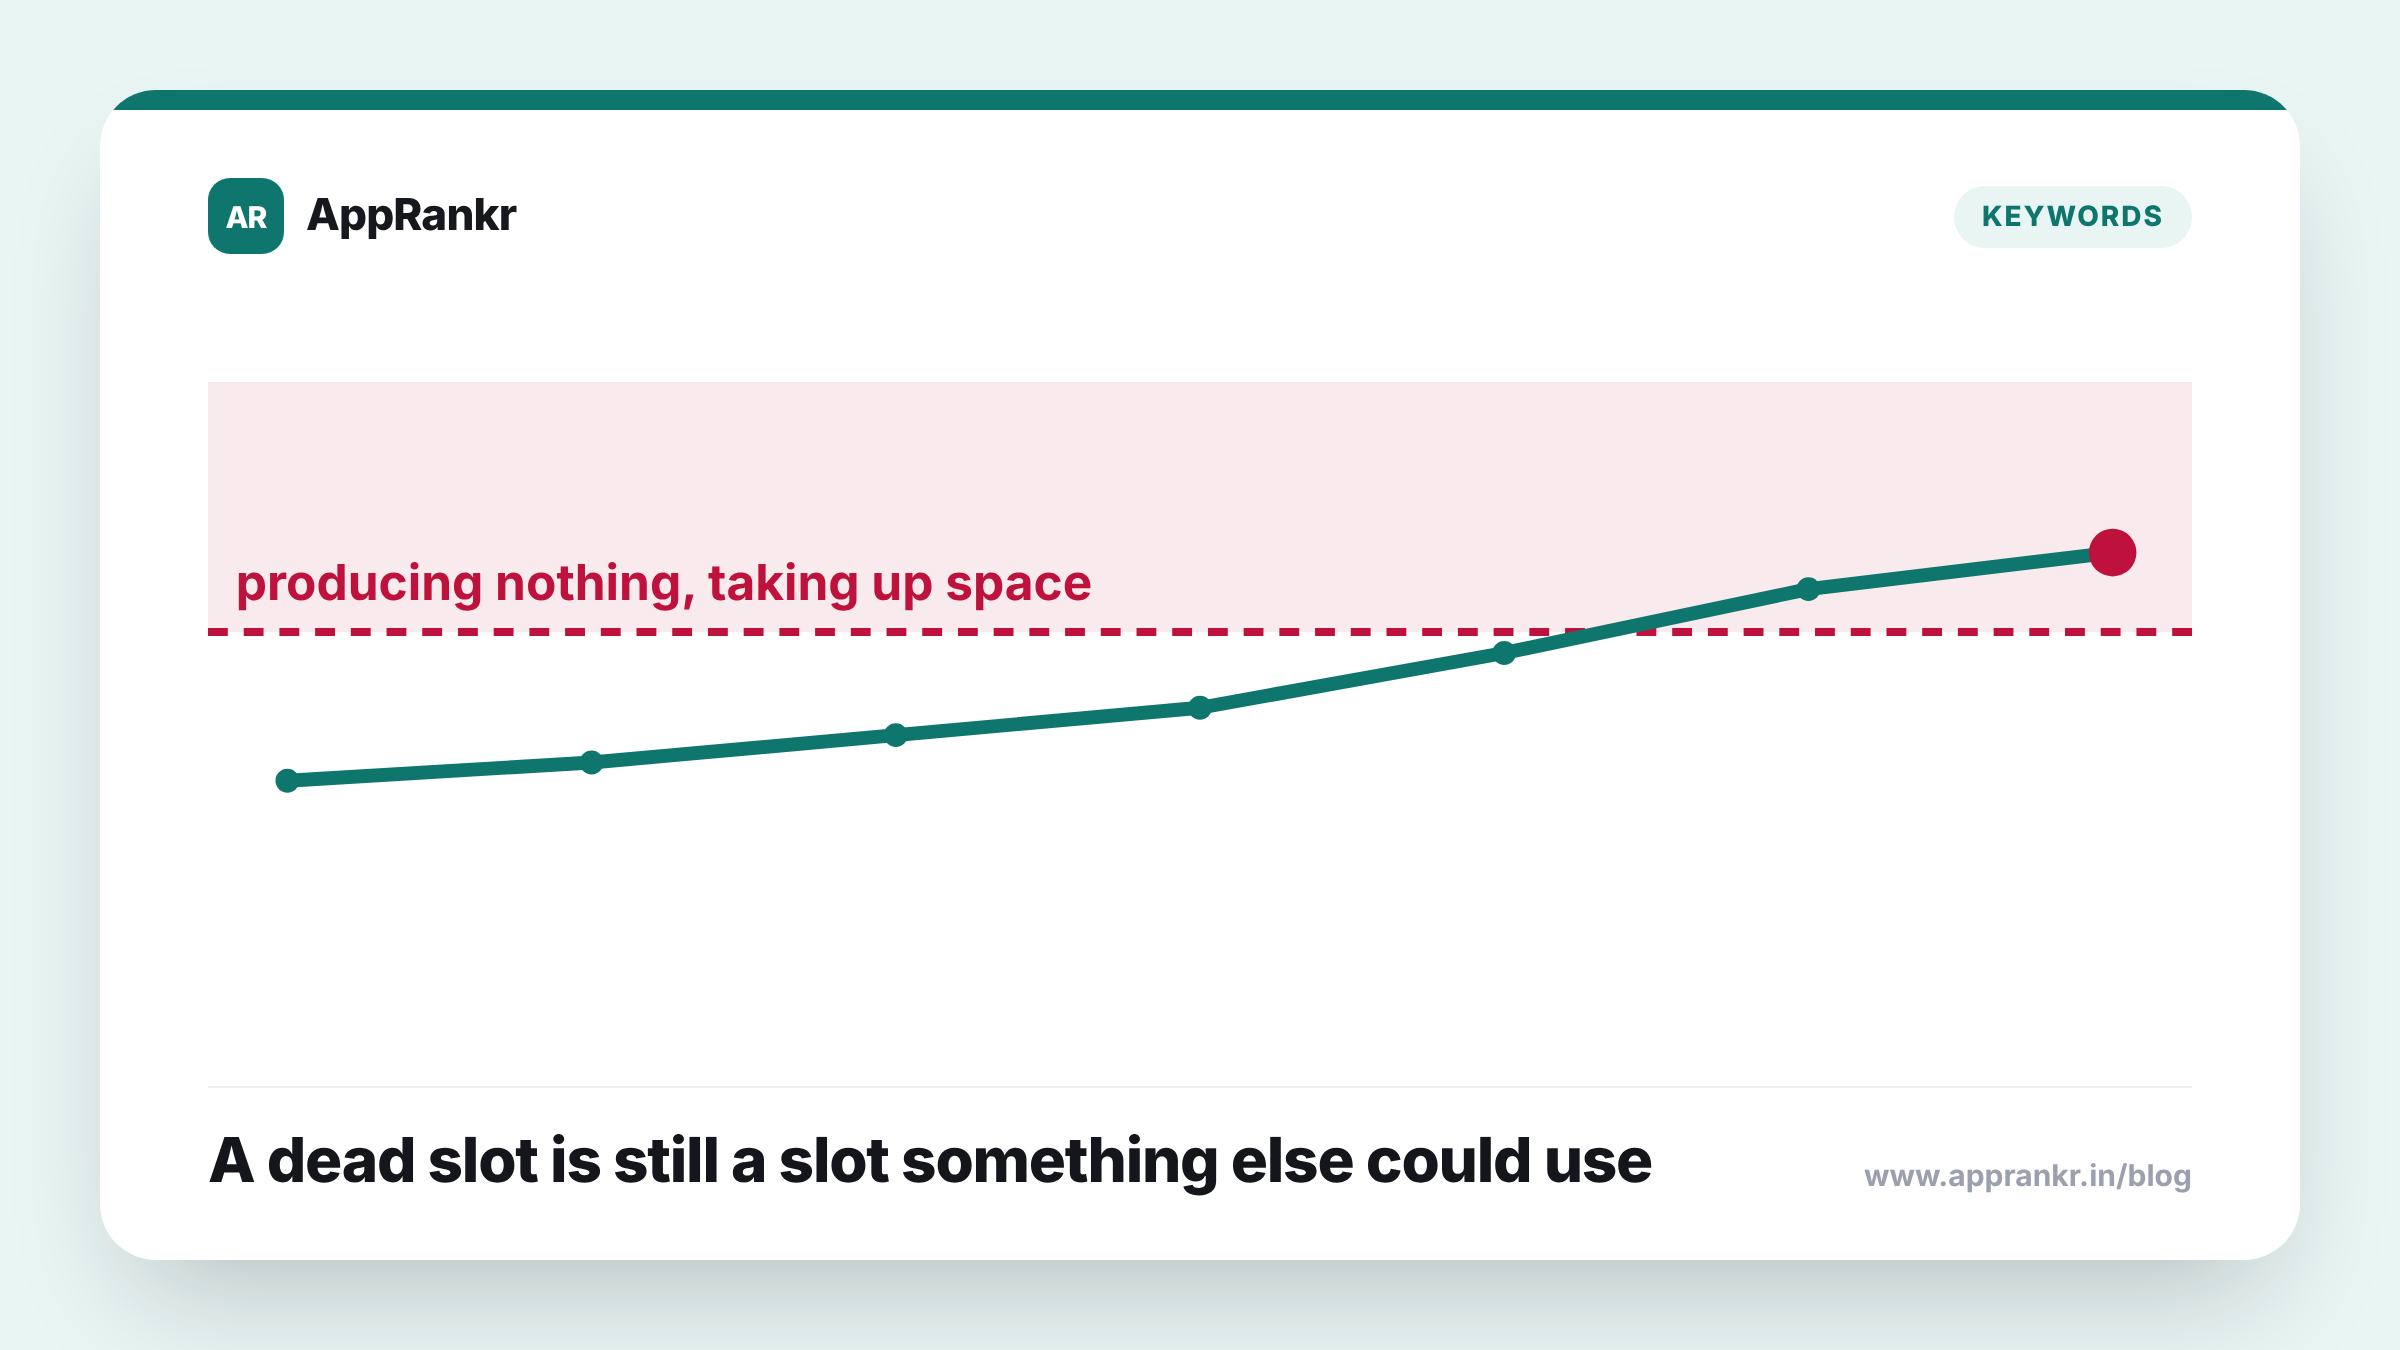 AR AppRankr
KEYWORDS
producing nothing, taking up space
A dead slot is still a slot something else could use
www.apprankr.in/blog